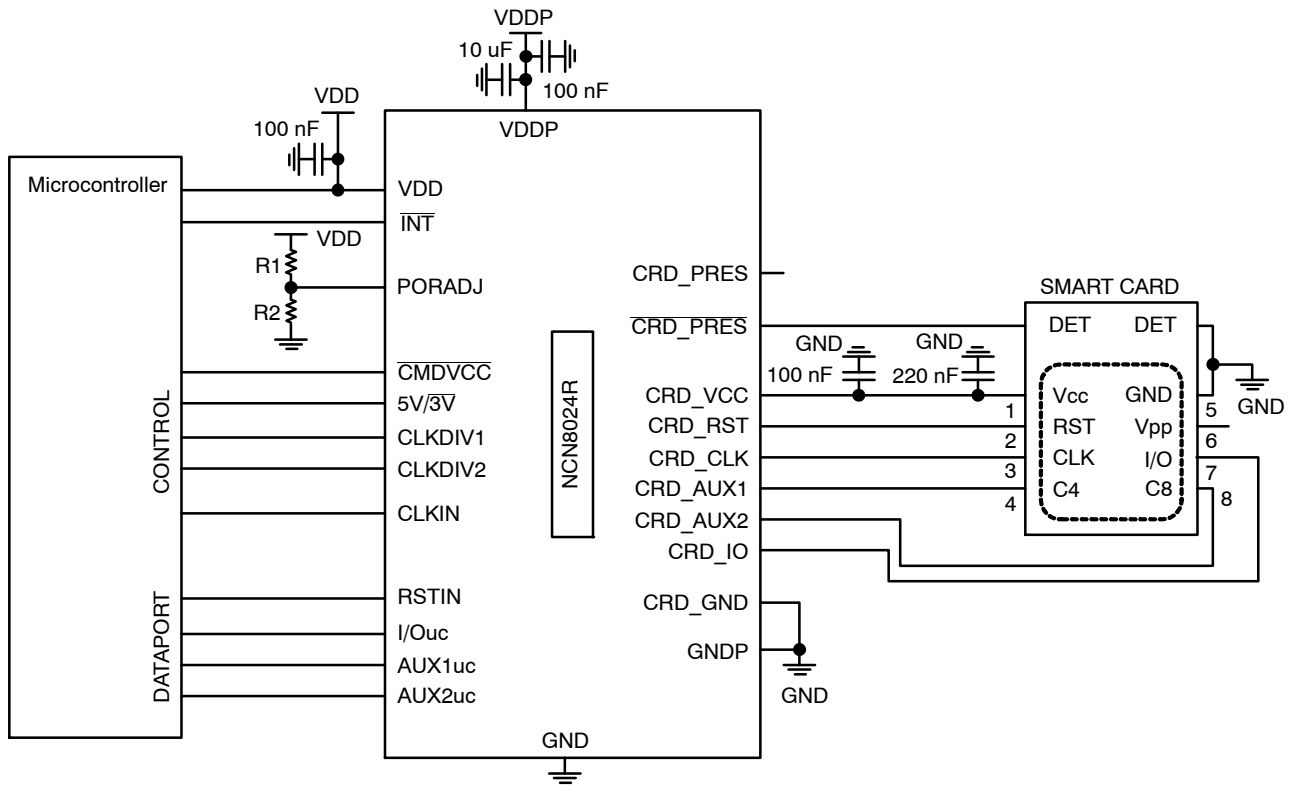 VDDP
10 uF
100 nF
VDDP
VDD
100 nF
Microcontroller
VDD
INT
VDD
R1
R2
PORADJ
CONTROL
CMDVCC
5V/3V
CLKDIV1
CLKDIV2
CLKIN
DATAPORT
RSTIN
I/Ouc
AUX1uc
AUX2uc
NCN8024R
GND
CRD_PRES
CRD_PRES
CRD_VCC
CRD_RST
CRD_CLK
CRD_AUX1
CRD_AUX2
CRD_IO
CRD_GND
GNDP
GND
GND
100 nF
GND
220 nF
SMART CARD
DET DET
Vcc GND
RST Vpp
CLK I/O
C4 C8
1
2
3
4
5
6
7
8
GND